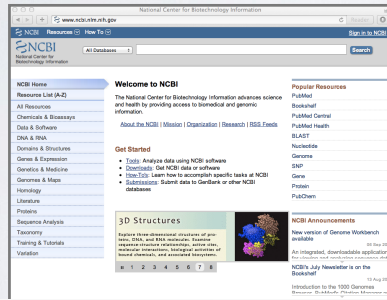 National Center for Biotechnology Information
www.ncbi.nlm.nih.gov
Reader
NCBI Resources How To
Sign in to NCBI
NCBI
National Center for
Biotechnology Information
All Databases
Search
NCBI Home
Resource List (A-Z)
All Resources
Chemicals & Bioassays
Data & Software
DNA & RNA
Domains & Structures
Genes & Expression
Genetics & Medicine
Genomes & Maps
Homology
Literature
Proteins
Sequence Analysis
Taxonomy
Training & Tutorials
Variation
Welcome to NCBI
The National Center for Biotechnology Information advances science
and health by providing access to biomedical and genomic
information.
About the NCBI | Mission | Organization | Research | RSS Feeds
Get Started
• Tools: Analyze data using NCBI software
• Downloads: Get NCBI data or software
• How-To's: Learn how to accomplish specific tasks at NCBI
• Submissions: Submit data to GenBank or other NCBI
databases
3D Structures
Explore three-dimensional structures of pro-
teins, DNA, and RNA molecules. Examine
sequence-structure relationships, active sites,
molecular interactions, biological activities of
bound chemicals, and associated biosystems.
1 2 3 4 5 6 7 8
Popular Resources
PubMed
Bookshelf
PubMed Central
PubMed Health
BLAST
Nucleotide
Genome
SNP
Gene
Protein
PubChem
NCBI Announcements
New version of Genome Workbench
available
An integrated, downloadable application
NCBI's July Newsletter is on the
Bookshelf
Introduction to the 1000 Genomes